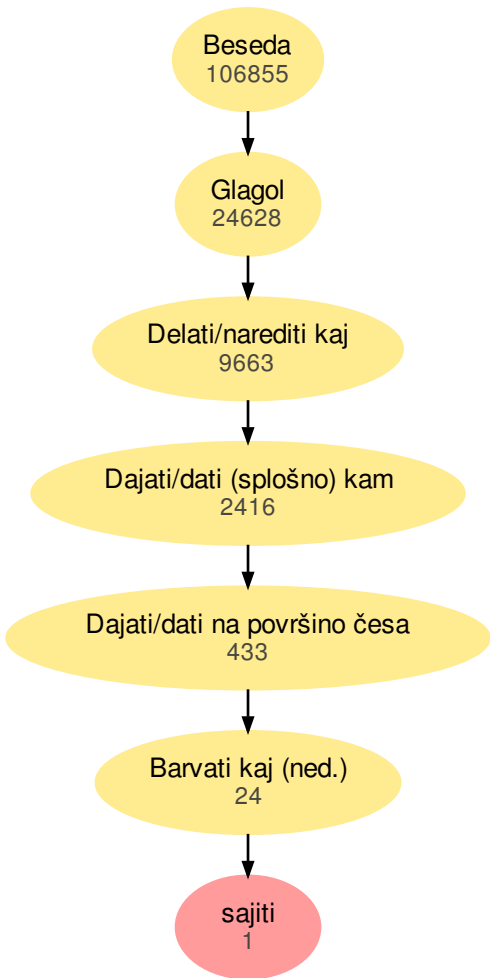 Beseda
106855
Glagol
24628
Delati/narediti kaj
9663
Dajati/dati (splošno) kam
2416
Dajati/dati na površino česa
433
Barvati kaj (ned.)
24
sajiti
1